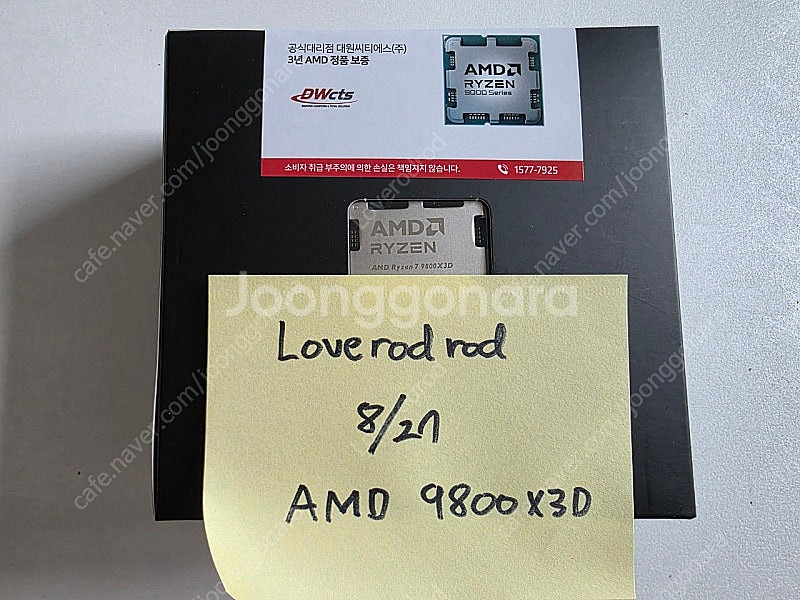 공식대리점 대원씨티에스(주)
3년 AMD 정품 보증
DWcts
AMD
RYZEN
9000 Series
소비자 취급 부주의에 의한 손실은 책임지지 않습니다.
1577-7925
AMD
RYZEN
AMD Ryzen 7 9800X3D
Joonggonara
Loverodrod
8/27
AMD 9800X3D
cafe.naver.com/joonggonara